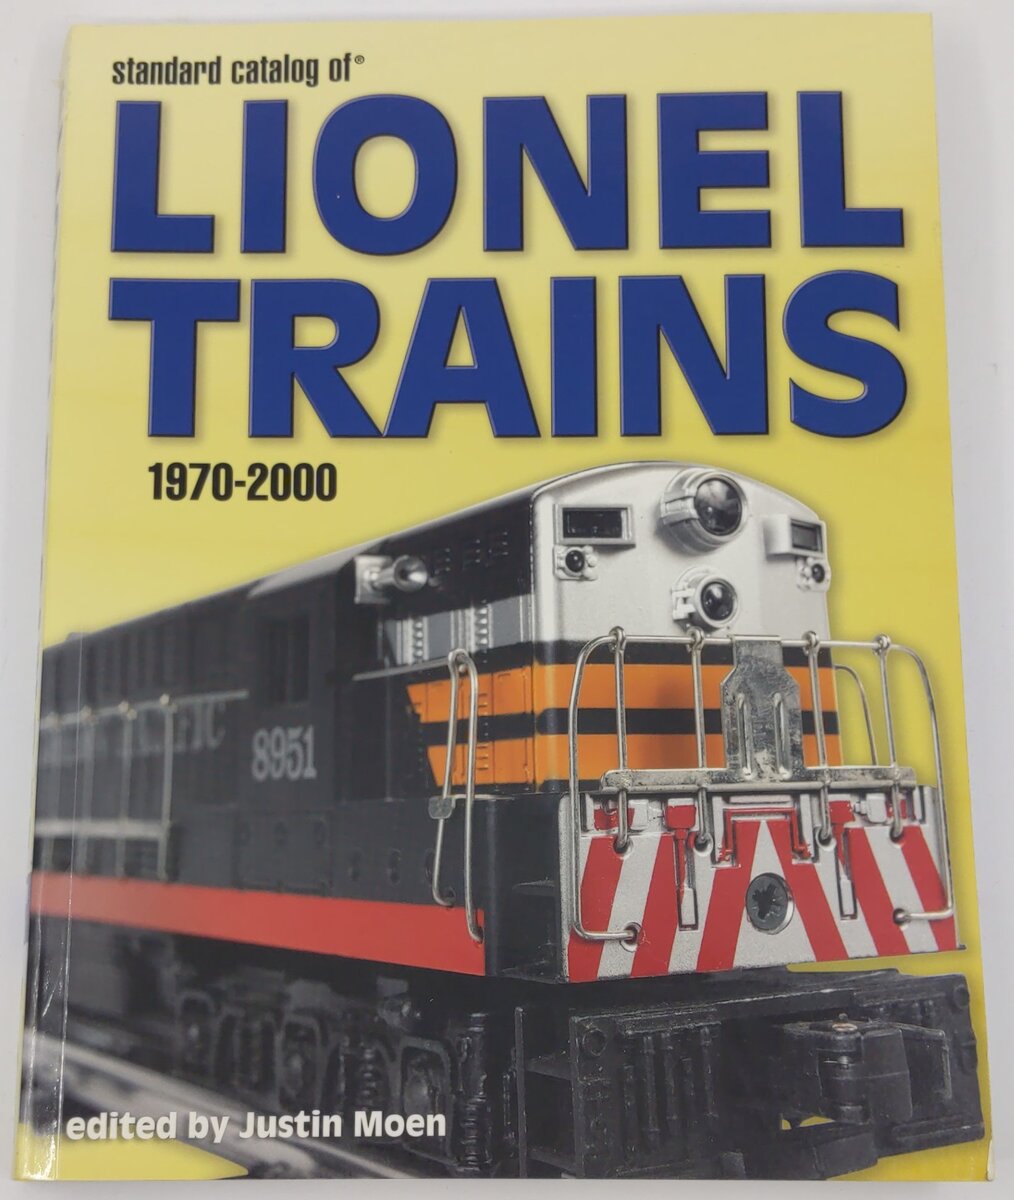 standard catalog of®
LIONEL
TRAINS
1970-2000
8951
edited by Justin Moen